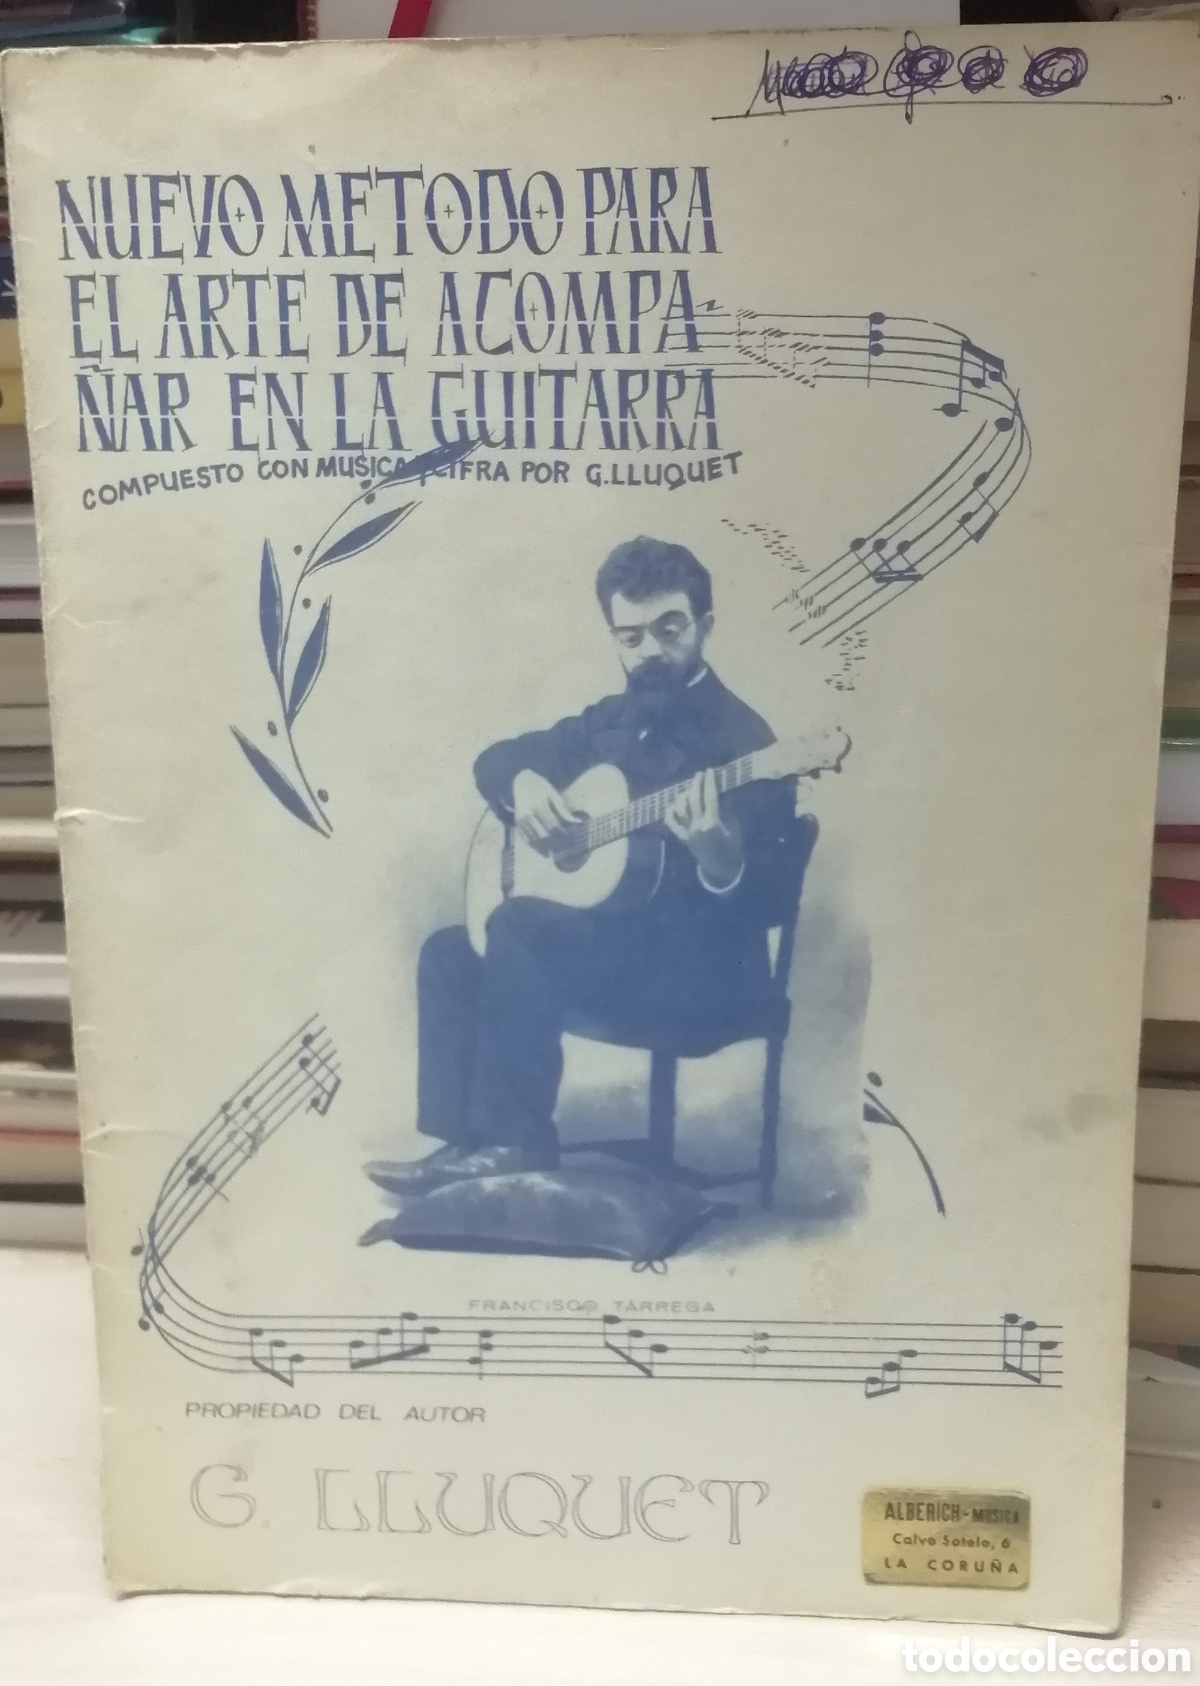 NUEVO METODO PARA
EL ARTE DE ACOMPA
ÑAR EN LA GUITARRA
COMPUESTO CON MUSICA Y CIFRA POR G.LLUQUET
FRANCISCO TÁRREGA
PROPIEDAD DEL AUTOR
G. LLUQUET
ALBERICH-MUSICA
Calvo Sotelo, 6
LA CORUÑA
todocoleccion